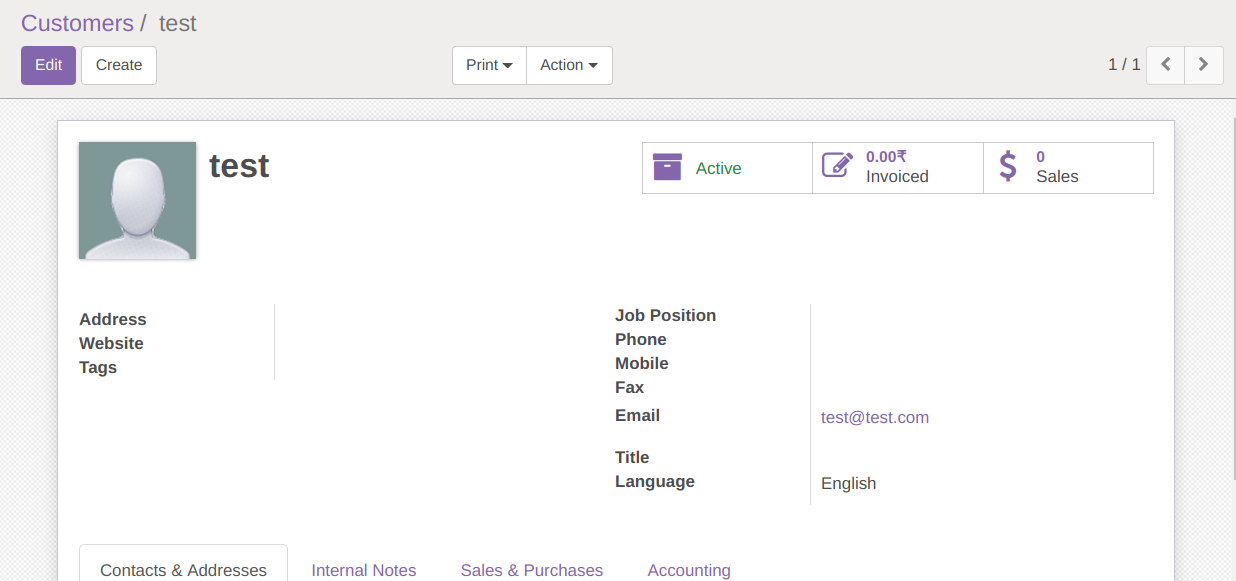 Customers / test
Edit Create Print Action 1 / 1
test
Active
0.00₹
Invoiced
0
Sales
Address
Website
Tags
Job Position
Phone
Mobile
Fax
Email test@test.com
Title
Language English
Contacts & Addresses Internal Notes Sales & Purchases Accounting